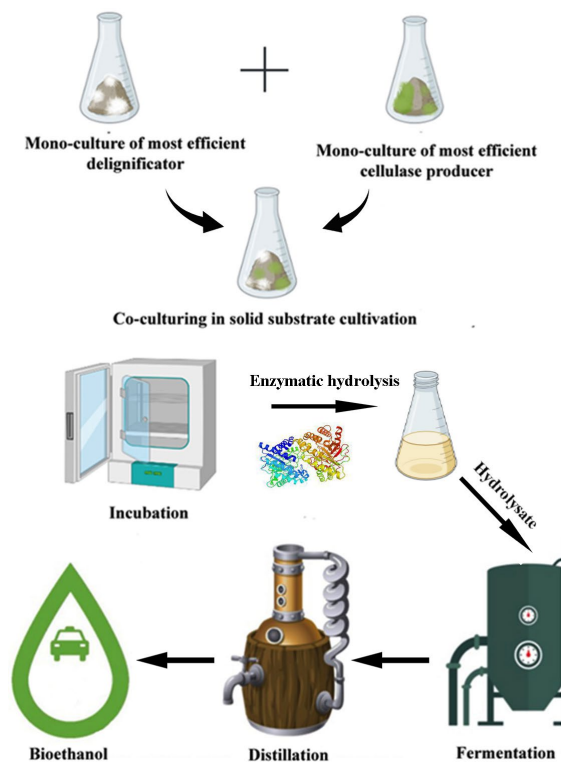 Mono-culture of most efficient
delignificator
Mono-culture of most efficient
cellulase producer
Co-culturing in solid substrate cultivation
Enzymatic hydrolysis
Incubation
Hydrolysate
Bioethanol
Distillation
Fermentation